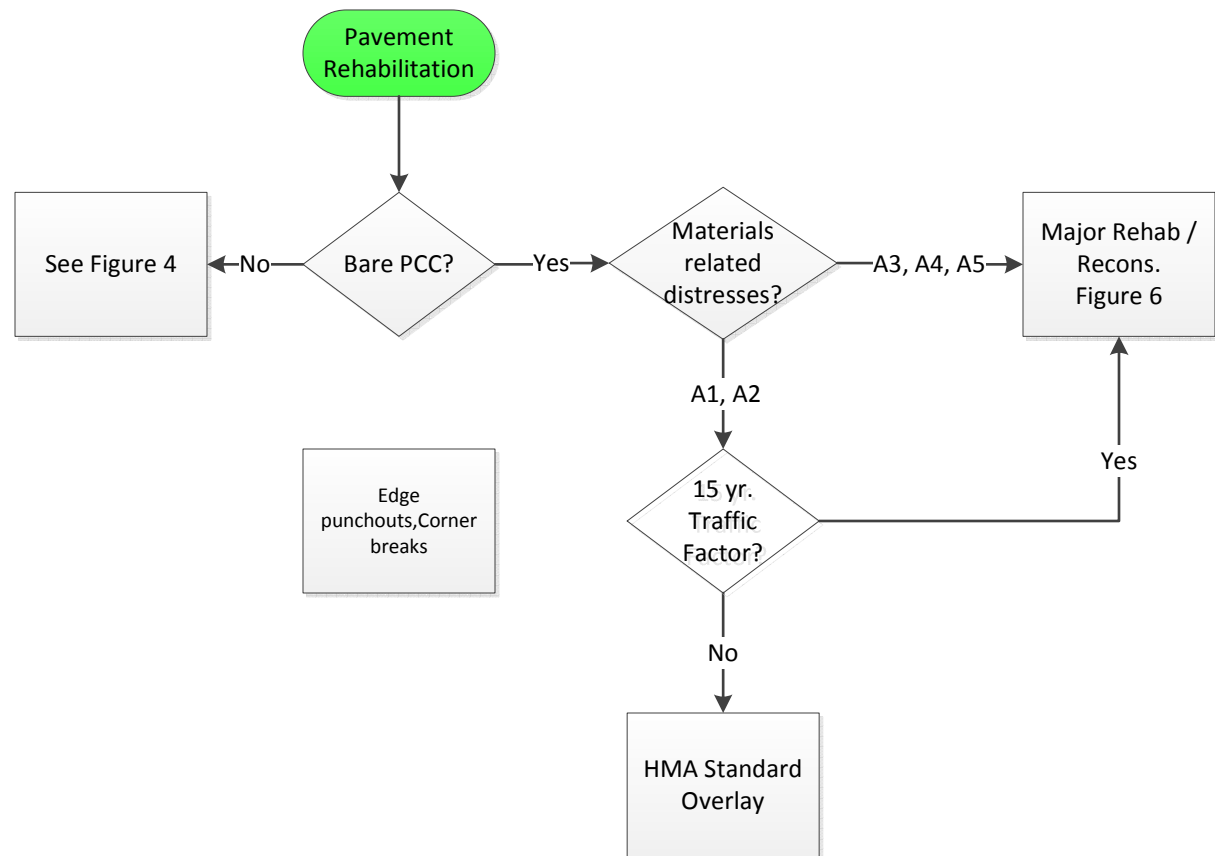 Pavement
Rehabilitation
See Figure 4
No
Bare PCC?
Yes
Materials
related
distresses?
A3, A4, A5
Major Rehab /
Recons.
Figure 6
A1, A2
Edge
punchouts,Corner
breaks
15 yr.
Traffic
Factor?
Yes
No
HMA Standard
Overlay